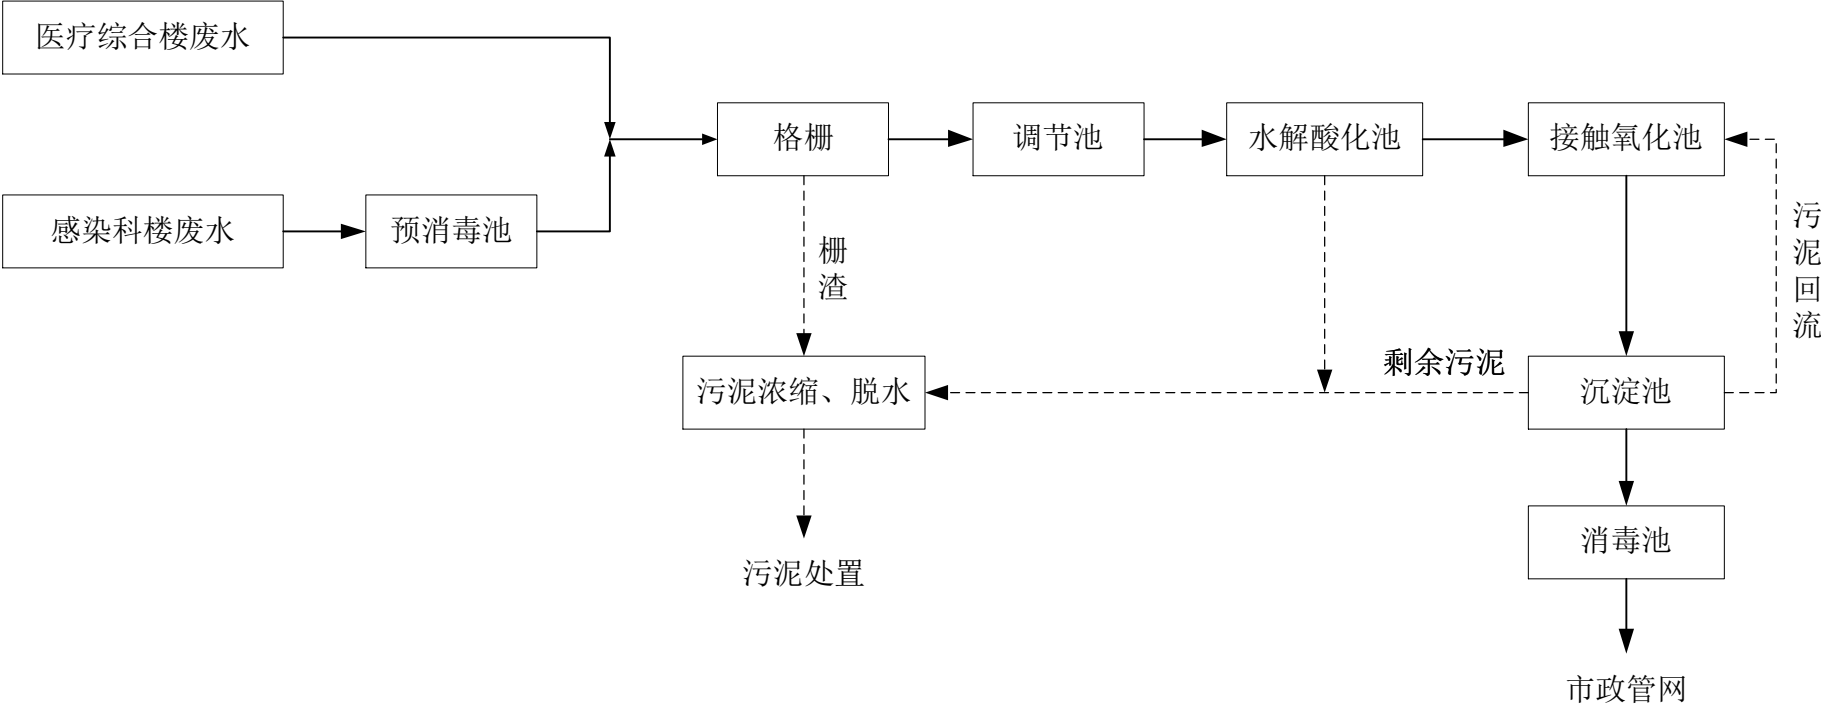 医疗综合楼废水
格栅
调节池
水解酸化池
接触氧化池
感染科楼废水
预消毒池
栅渣
污泥回流
剩余污泥
污泥浓缩、脱水
沉淀池
消毒池
污泥处置
市政管网